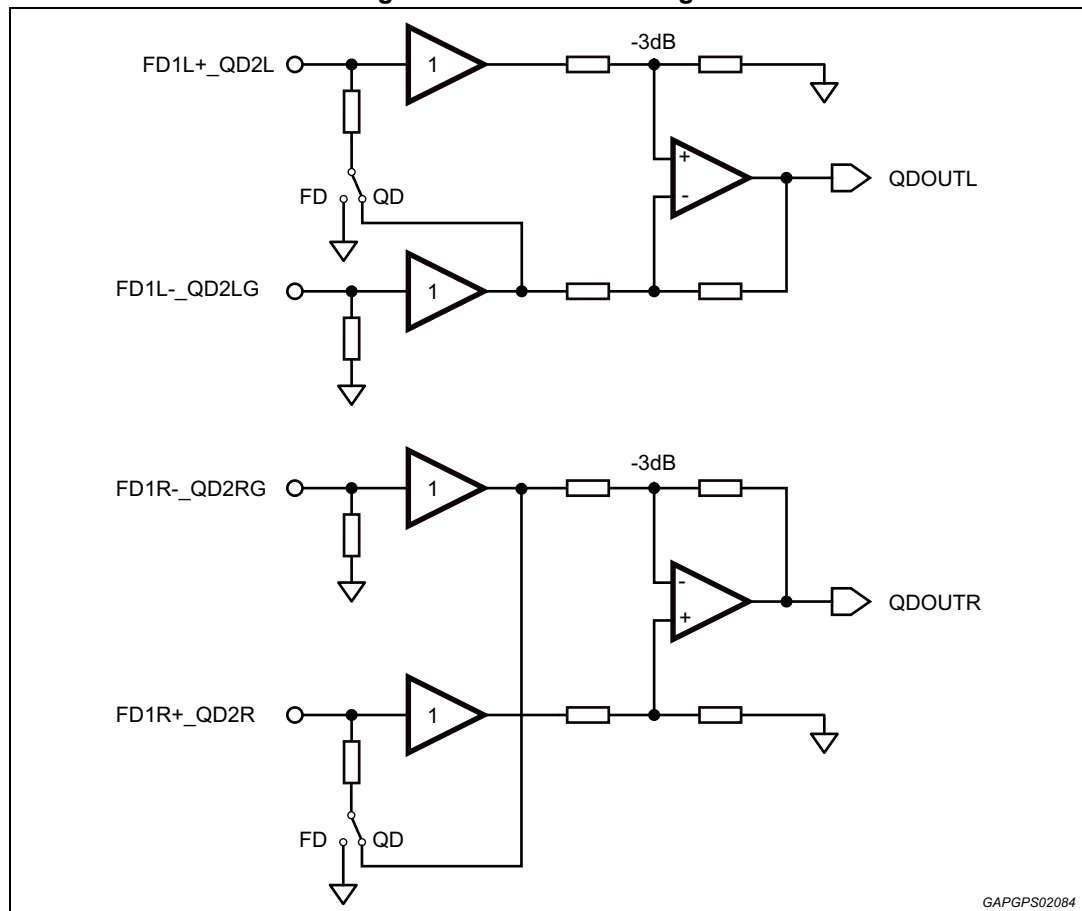 FD1L+_QD2L
1
-3dB
+
-
QDOUTL
FD QD
FD1L-_QD2LG
1
FD1R-_QD2RG
1
-3dB
-
+
QDOUTR
FD1R+_QD2R
1
FD QD
GAPGPS02084